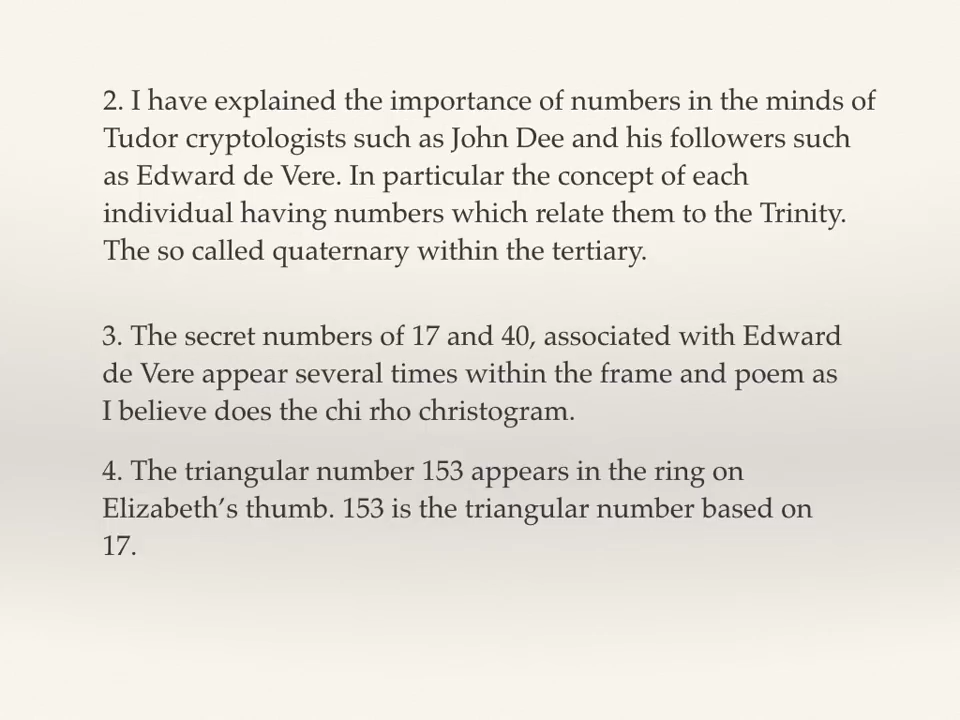 2. I have explained the importance of numbers in the minds of
Tudor cryptologists such as John Dee and his followers such
as Edward de Vere. In particular the concept of each
individual having numbers which relate them to the Trinity.
The so called quaternary within the tertiary.
3. The secret numbers of 17 and 40, associated with Edward
de Vere appear several times within the frame and poem as
I believe does the chi rho christogram.
4. The triangular number 153 appears in the ring on
Elizabeth’s thumb. 153 is the triangular number based on
17.